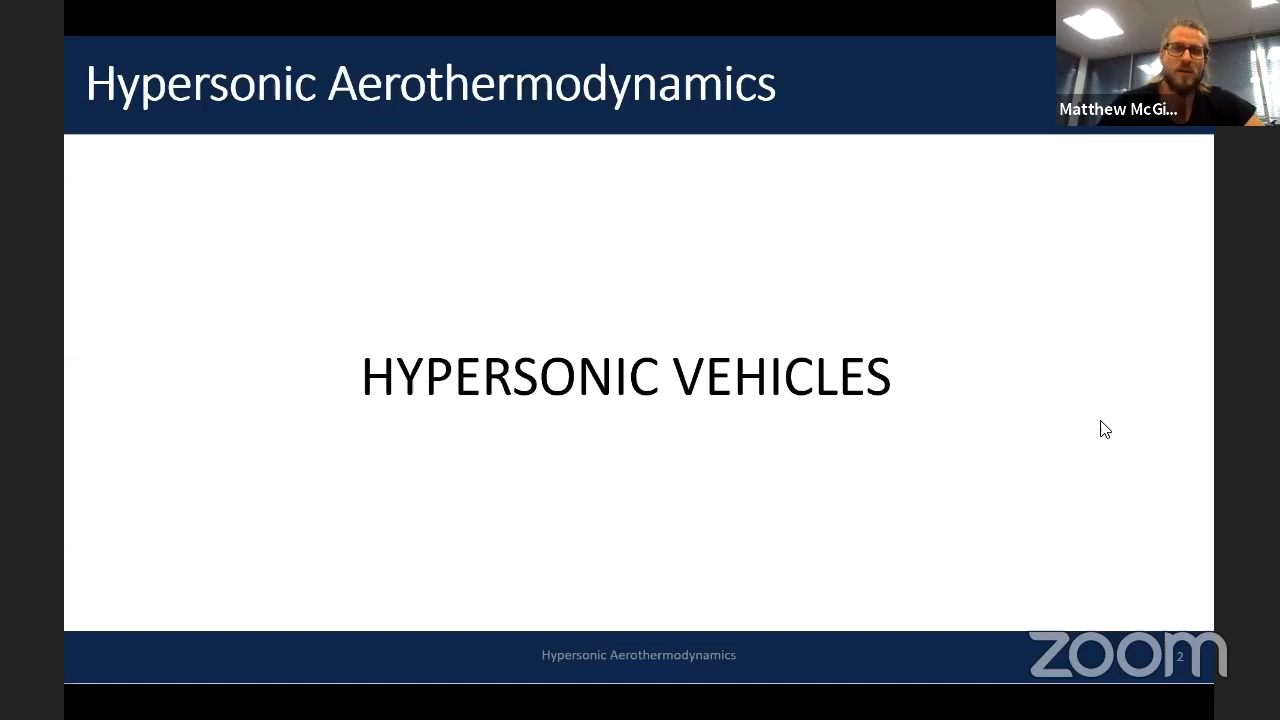 Hypersonic Aerothermodynamics
Matthew McGi...
HYPERSONIC VEHICLES
Hypersonic Aerothermodynamics
zoom
2